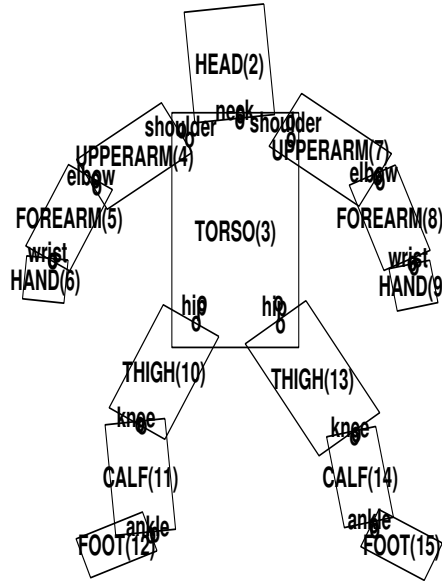 HEAD(2)
neck
shoulder
shoulder
UPPERARM(4)
UPPERARM(7)
elbow
elbow
FOREARM(5)
FOREARM(8)
TORSO(3)
wrist
wrist
HAND(6)
HAND(9
hip
hip
THIGH(10)
THIGH(13)
knee
knee
CALF(11)
CALF(14)
ankle
ankle
FOOT(12)
FOOT(15)